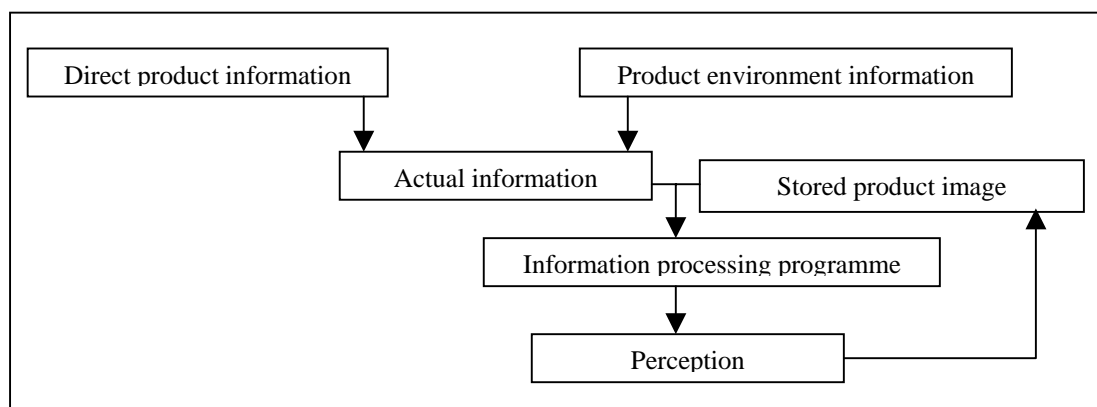 Direct product information
Product environment information
Actual information
Stored product image
Information processing programme
Perception